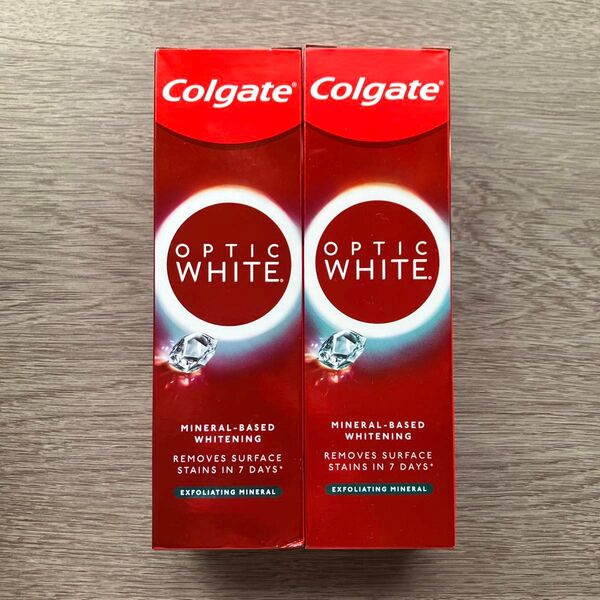 Colgate®
OPTIC
WHITE®
MINERAL-BASED
WHITENING
REMOVES SURFACE
STAINS IN 7 DAYS*
EXFOLIATING MINERAL
Colgate®
OPTIC
WHITE®
MINERAL-BASED
WHITENING
REMOVES SURFACE
STAINS IN 7 DAYS*
EXFOLIATING MINERAL